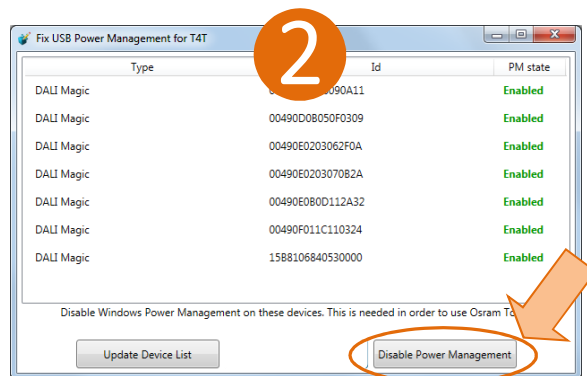 Fix USB Power Management for T4T
2
Type Id PM state
DALI Magic Enabled
DALI Magic 00490D0B050F0309 Enabled
DALI Magic 00490E0203062F0A Enabled
DALI Magic 00490E0203070B2A Enabled
DALI Magic 00490E0B0D112A32 Enabled
DALI Magic 00490F011C110324 Enabled
DALI Magic 15B8106840530000 Enabled
Disable Windows Power Management on these devices. This is needed in order to use Osram
Update Device List Disable Power Management